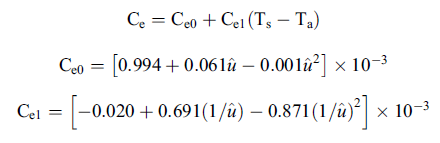 Cₑ = Cₑ₀ + Cₑ₁ (Tₛ − Tₐ)
Cₑ₀ = [0.994 + 0.061û − 0.001û²] × 10⁻³
Cₑ₁ = [−0.020 + 0.691(1/û) − 0.871(1/û)²] × 10⁻³